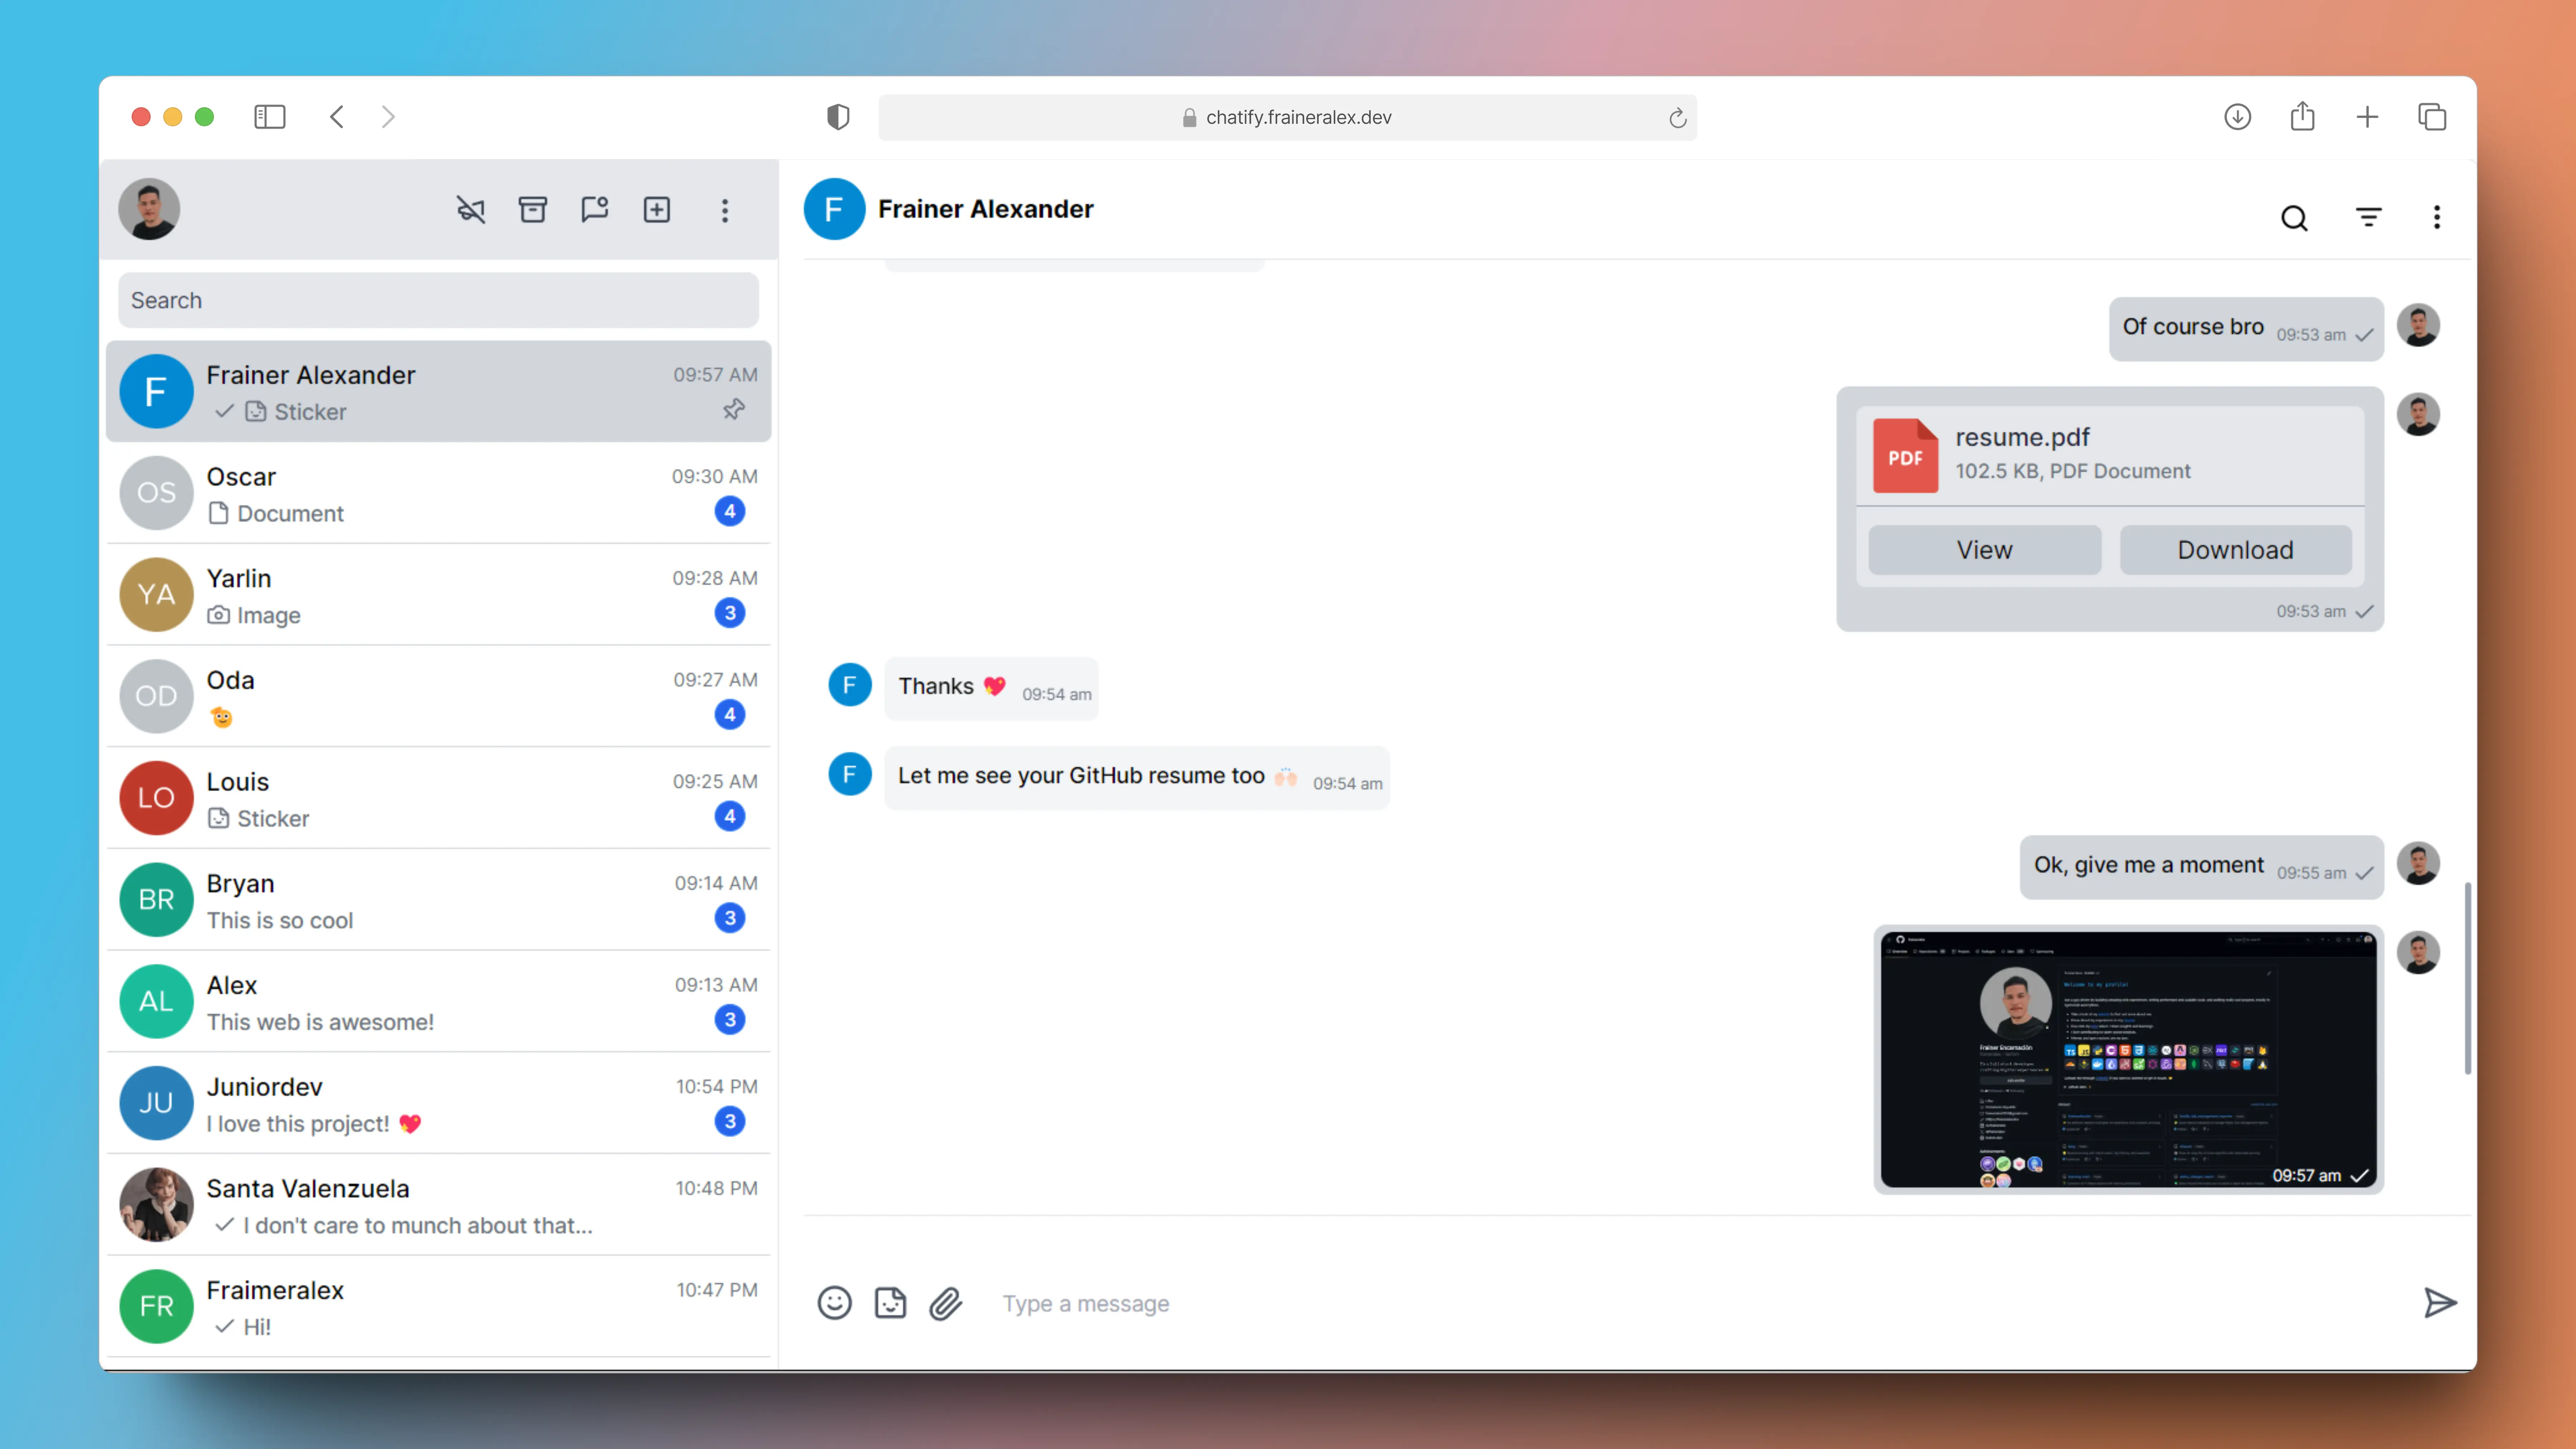 chatify.fraineralex.dev
Search
F
Frainer Alexander
09:57 AM
Sticker
OS
Oscar
09:30 AM
Document
4
YA
Yarlin
09:28 AM
Image
3
OD
Oda
09:27 AM
4
LO
Louis
09:25 AM
Sticker
4
BR
Bryan
09:14 AM
This is so cool
3
AL
Alex
09:13 AM
This web is awesome!
3
JU
Juniordev
10:54 PM
I love this project! 💖
3
Santa Valenzuela
10:48 PM
I don't care to munch about that...
FR
Fraimeralex
10:47 PM
Hi!
F
Frainer Alexander
Of course bro 09:53 am
PDF
resume.pdf
102.5 KB, PDF Document
View
Download
09:53 am
F
Thanks 💖 09:54 am
F
Let me see your GitHub resume too 🙌🏻 09:54 am
Ok, give me a moment 09:55 am
Welcome to my profile!
Frainer Encarnación
09:57 am
Type a message